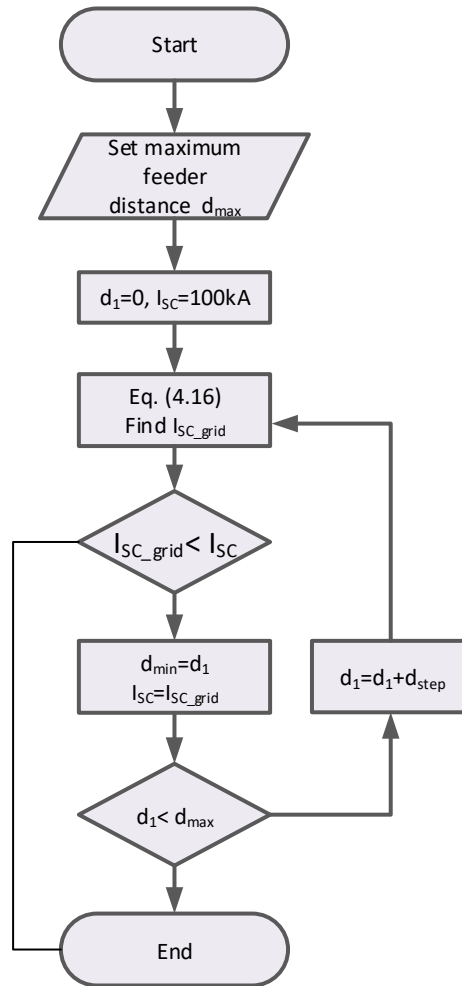 Start
Set maximum
feeder
distance d_max
d_1=0, I_SC=100kA
Eq. (4.16)
Find I_SC_grid
I_SC_grid< I_SC
d_min=d_1
I_SC=I_SC_grid
d_1=d_1+d_step
d_1< d_max
End